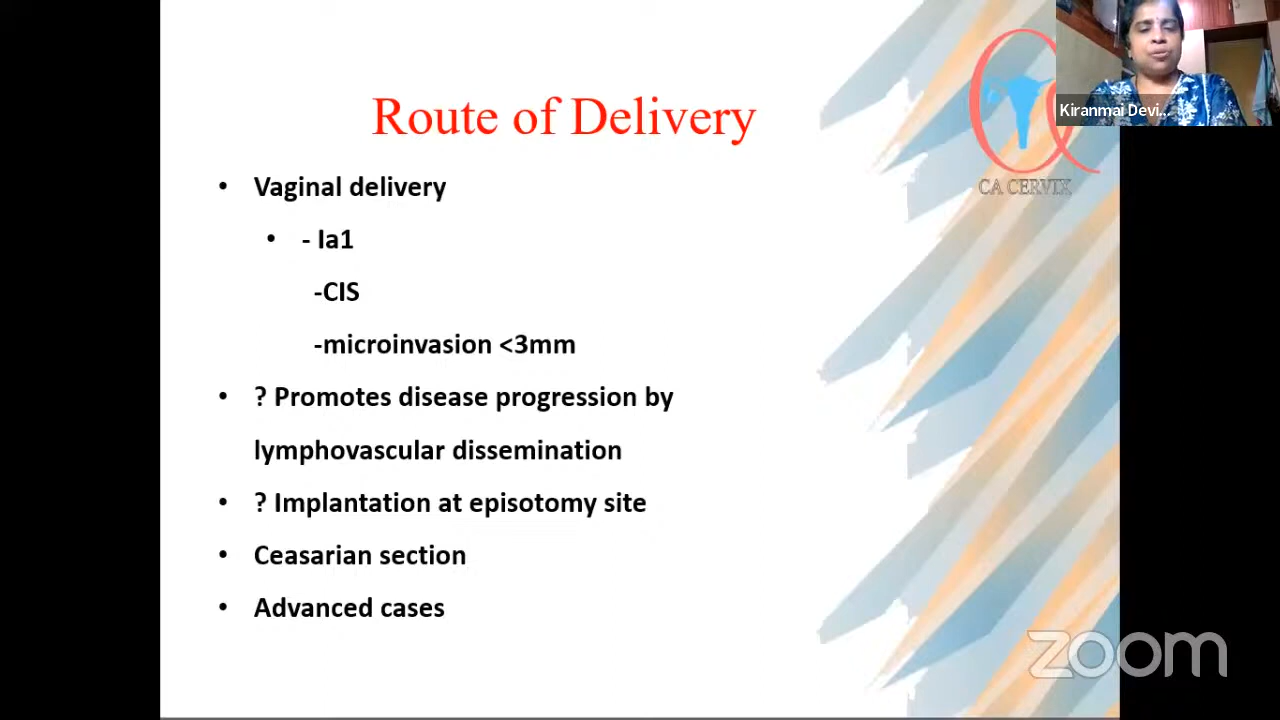 Route of Delivery
Kiranmai Devi...
CA CERVIX
• Vaginal delivery
• - Ia1
-CIS
-microinvasion <3mm
• ? Promotes disease progression by
lymphovascular dissemination
• ? Implantation at episotomy site
• Ceasarian section
• Advanced cases
zoom